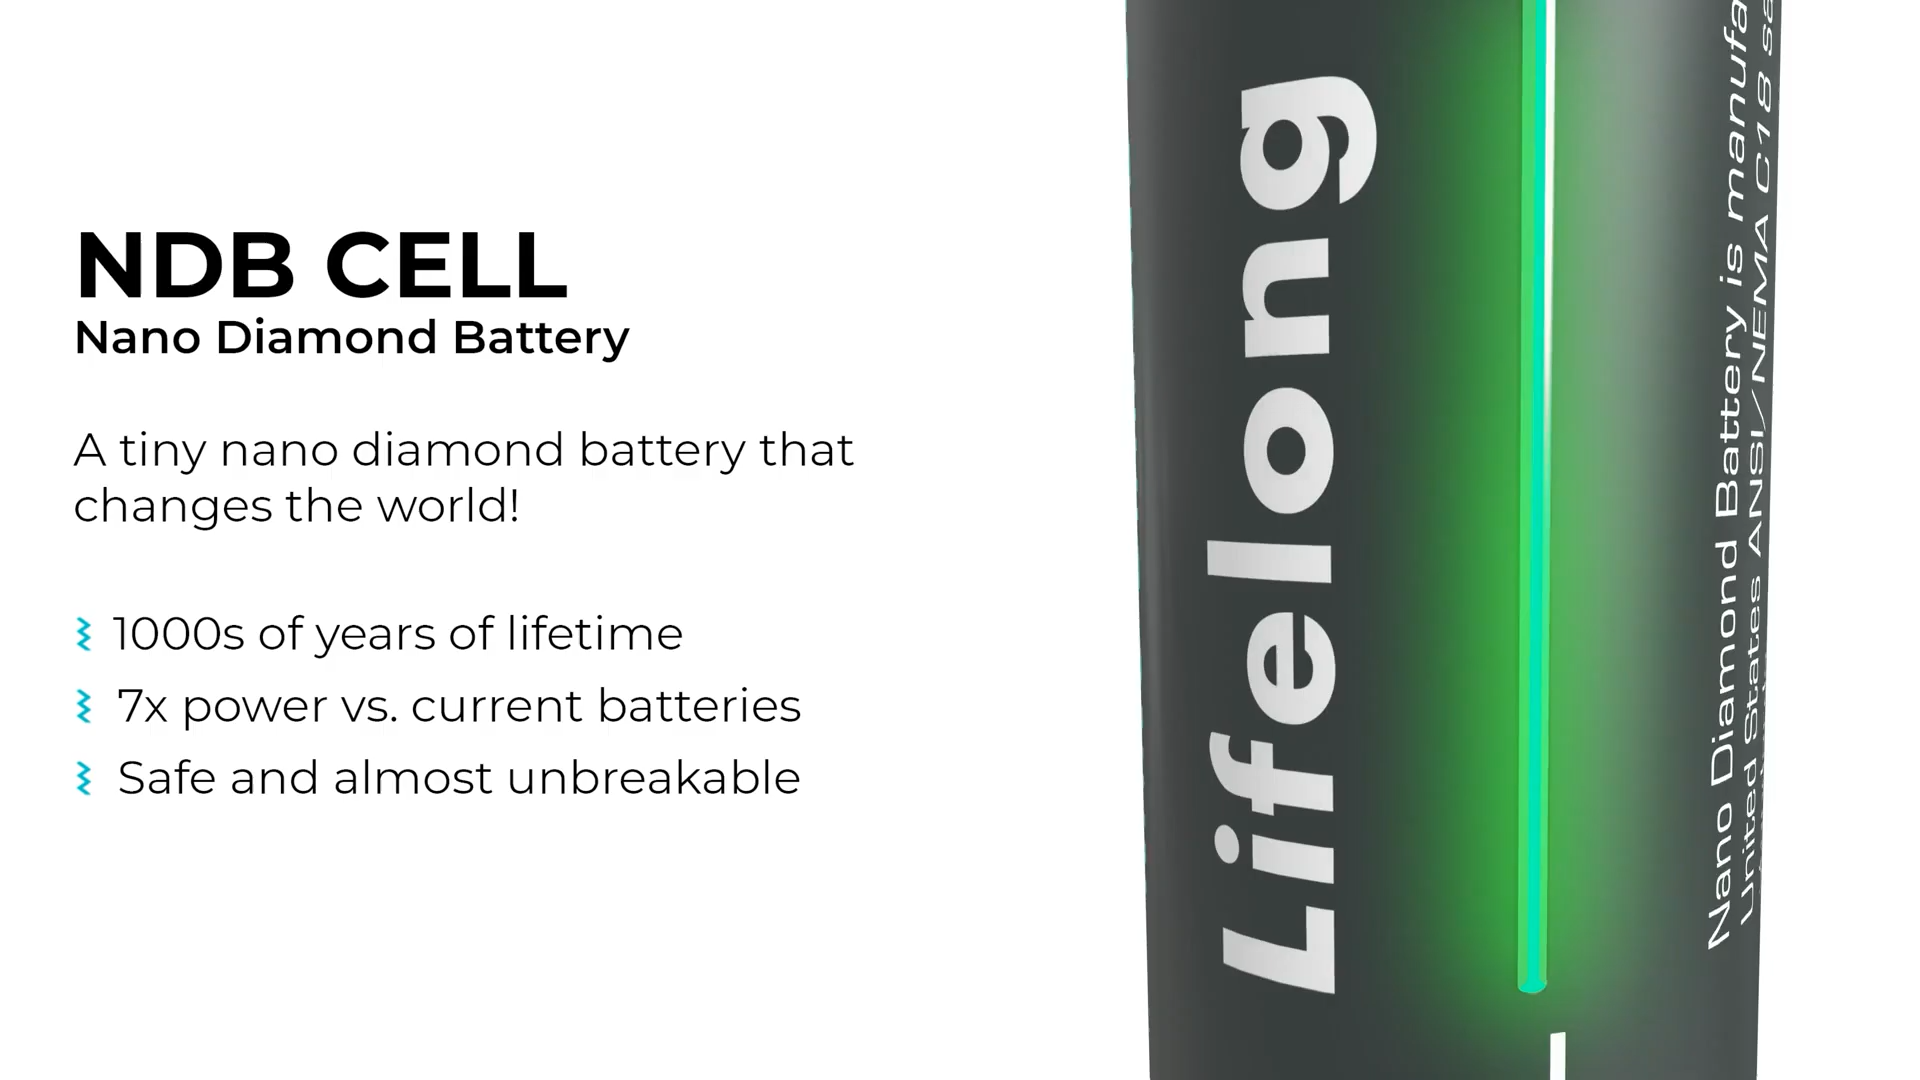 NDB CELL
Nano Diamond Battery
A tiny nano diamond battery that
changes the world!
1000s of years of lifetime
7x power vs. current batteries
Safe and almost unbreakable
Lifelong
Nano Diamond Battery is manufa
United States ANSI/NEMA C18 sa